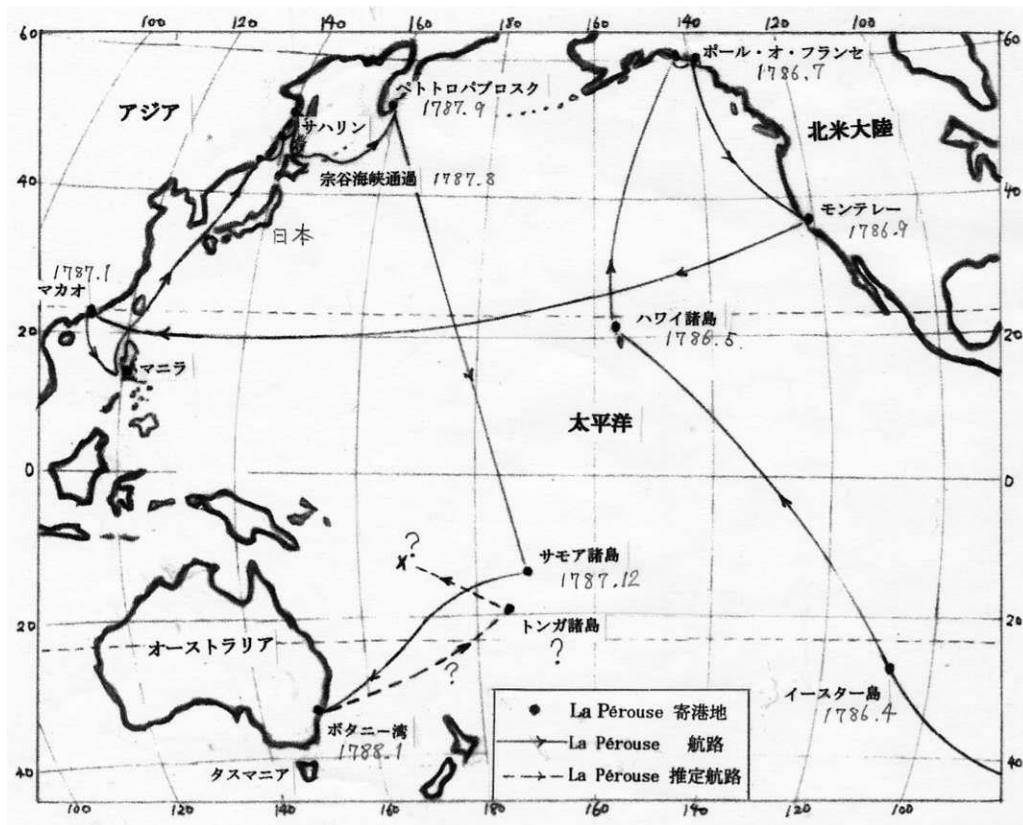 100 120 140 160 180 160 140 120 100
60 60
ポール・オ・フランセ
1786.7
アジア
ペトトロパブロスク
1787.9
サハリン
北米大陸
宗谷海峡通過 1787.8
40 40
モンテレー
1786.9
日本
1787.1
マカオ
ハワイ諸島
1786.5
20 20
マニラ
太平洋
0 0
?
サモア諸島
1787.12
トンガ諸島
?
20 20
オーストラリア
?
イースター島
1786.4
ボタニー湾
1788.1
タスマニア
La Pérouse 寄港地
La Pérouse 航路
La Pérouse 推定航路
40 40
100 120 140 160 180 160 140 120 100